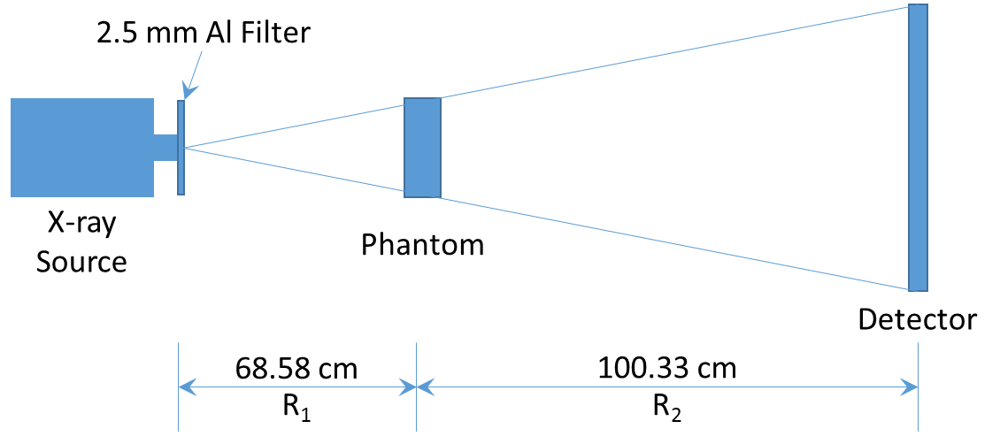 2.5 mm Al Filter
X-ray
Source
Phantom
Detector
68.58 cm
R₁
100.33 cm
R₂